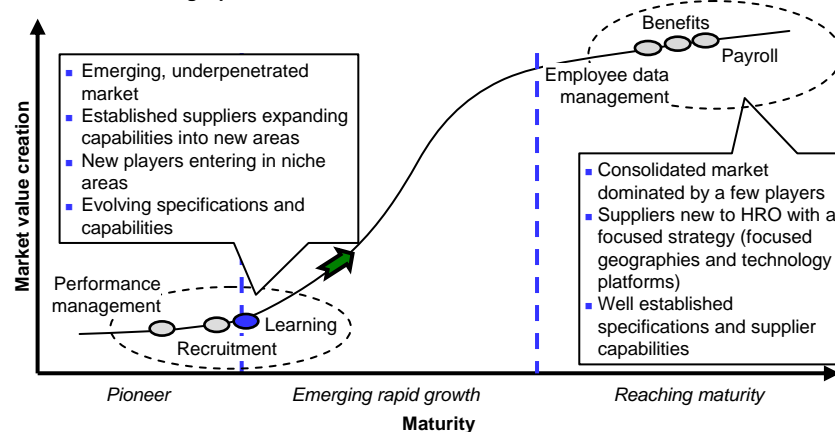 Benefits
Payroll
Employee data
management
Market value creation
▪ Emerging, underpenetrated
market
▪ Established suppliers expanding
capabilities into new areas
▪ New players entering in niche
areas
▪ Evolving specifications and
capabilities
▪ Consolidated market
dominated by a few players
▪ Suppliers new to HRO with a
focused strategy (focused
geographies and technology
platforms)
▪ Well established
specifications and supplier
capabilities
Performance
management
Learning
Recruitment
Pioneer
Emerging rapid growth
Reaching maturity
Maturity